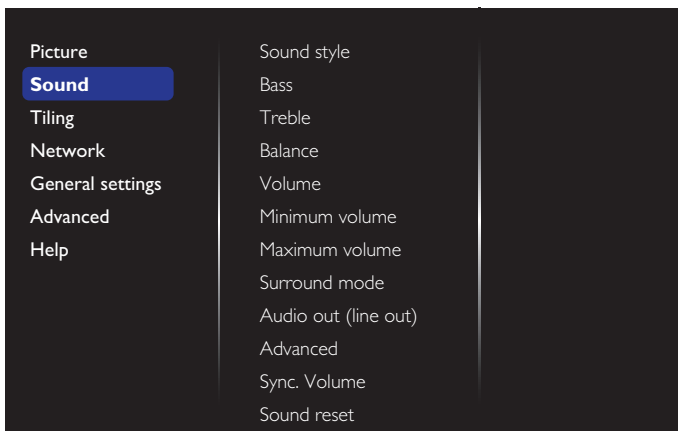 Picture
Sound
Tiling
Network
General settings
Advanced
Help
Sound style
Bass
Treble
Balance
Volume
Minimum volume
Maximum volume
Surround mode
Audio out (line out)
Advanced
Sync. Volume
Sound reset